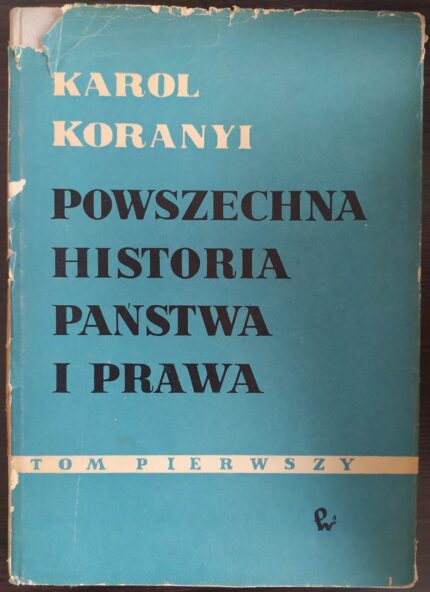 KAROL
KORANYI
POWSZECHNA
HISTORIA
PAŃSTWA
I PRAWA
TOM PIERWSZY